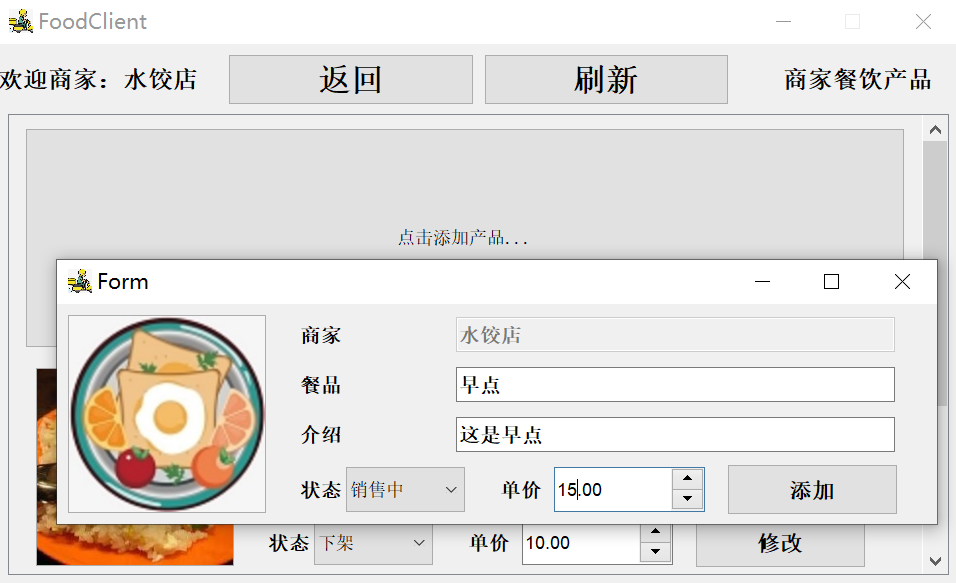 FoodClient
欢迎商家：水饺店 返回 刷新 商家餐饮产品
点击添加产品...
Form
商家 水饺店
餐品 早点
介绍 这是早点
状态 销售中 单价 15.00 添加
状态 下架 单价 10.00 修改